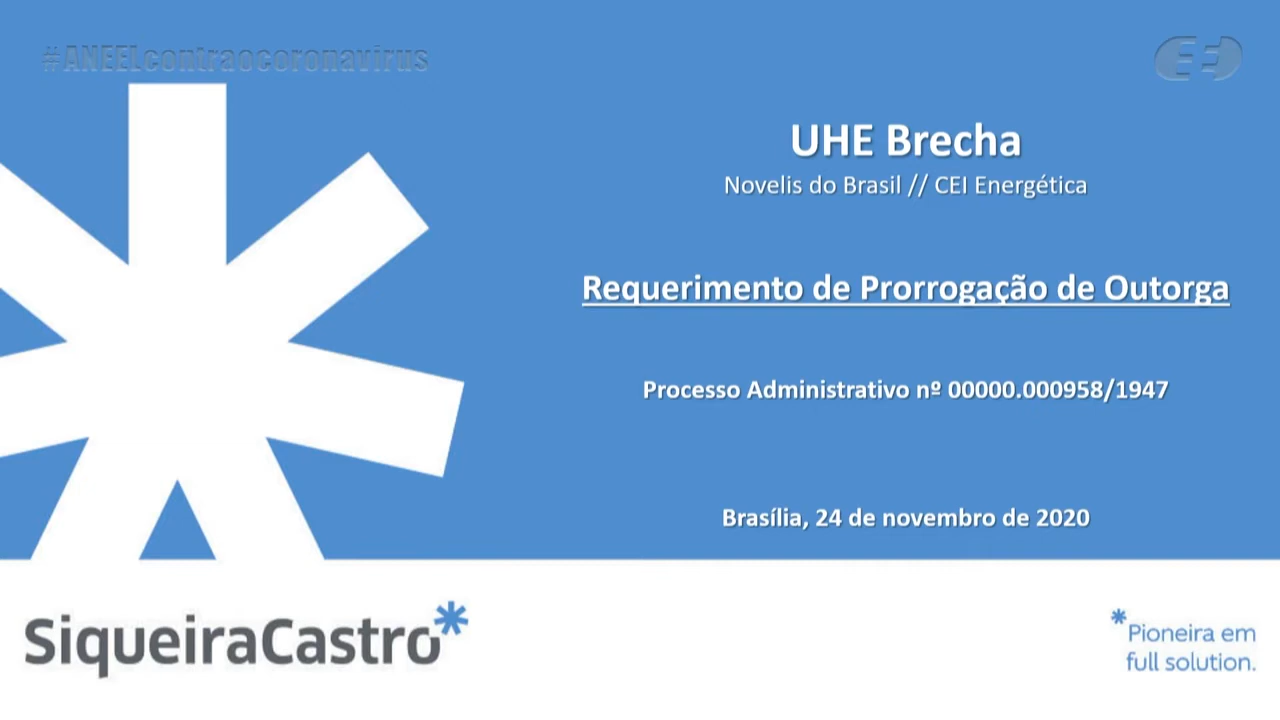 #ANEELcontraocoronavirus
UHE Brecha
Novelis do Brasil // CEI Energética
Requerimento de Prorrogação de Outorga
Processo Administrativo nº 00000.000958/1947
Brasília, 24 de novembro de 2020
SiqueiraCastro*
*Pioneira em
full solution.